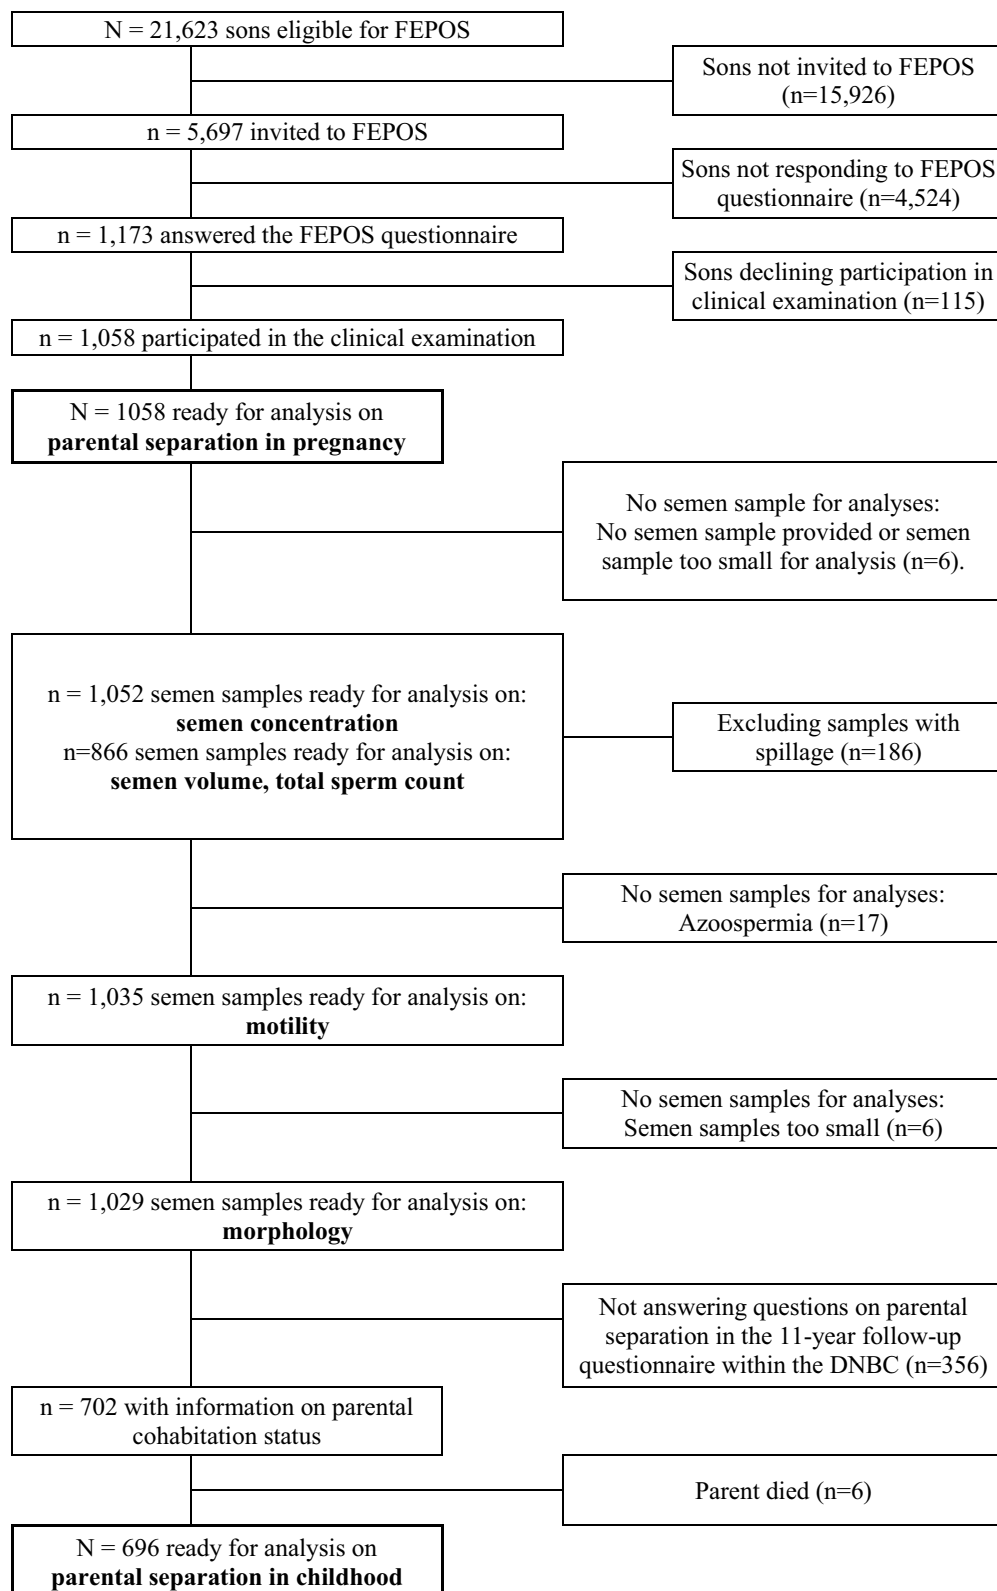 N = 21,623 sons eligible for FEPOS
Sons not invited to FEPOS
(n=15,926)
n = 5,697 invited to FEPOS
Sons not responding to FEPOS
questionnaire (n=4,524)
n = 1,173 answered the FEPOS questionnaire
Sons declining participation in
clinical examination (n=115)
n = 1,058 participated in the clinical examination
N = 1058 ready for analysis on
parental separation in pregnancy
No semen sample for analyses:
No semen sample provided or semen
sample too small for analysis (n=6).
n = 1,052 semen samples ready for analysis on:
semen concentration
n=866 semen samples ready for analysis on:
semen volume, total sperm count
Excluding samples with
spillage (n=186)
No semen samples for analyses:
Azoospermia (n=17)
n = 1,035 semen samples ready for analysis on:
motility
No semen samples for analyses:
Semen samples too small (n=6)
n = 1,029 semen samples ready for analysis on:
morphology
Not answering questions on parental
separation in the 11-year follow-up
questionnaire within the DNBC (n=356)
n = 702 with information on parental
cohabitation status
Parent died (n=6)
N = 696 ready for analysis on
parental separation in childhood